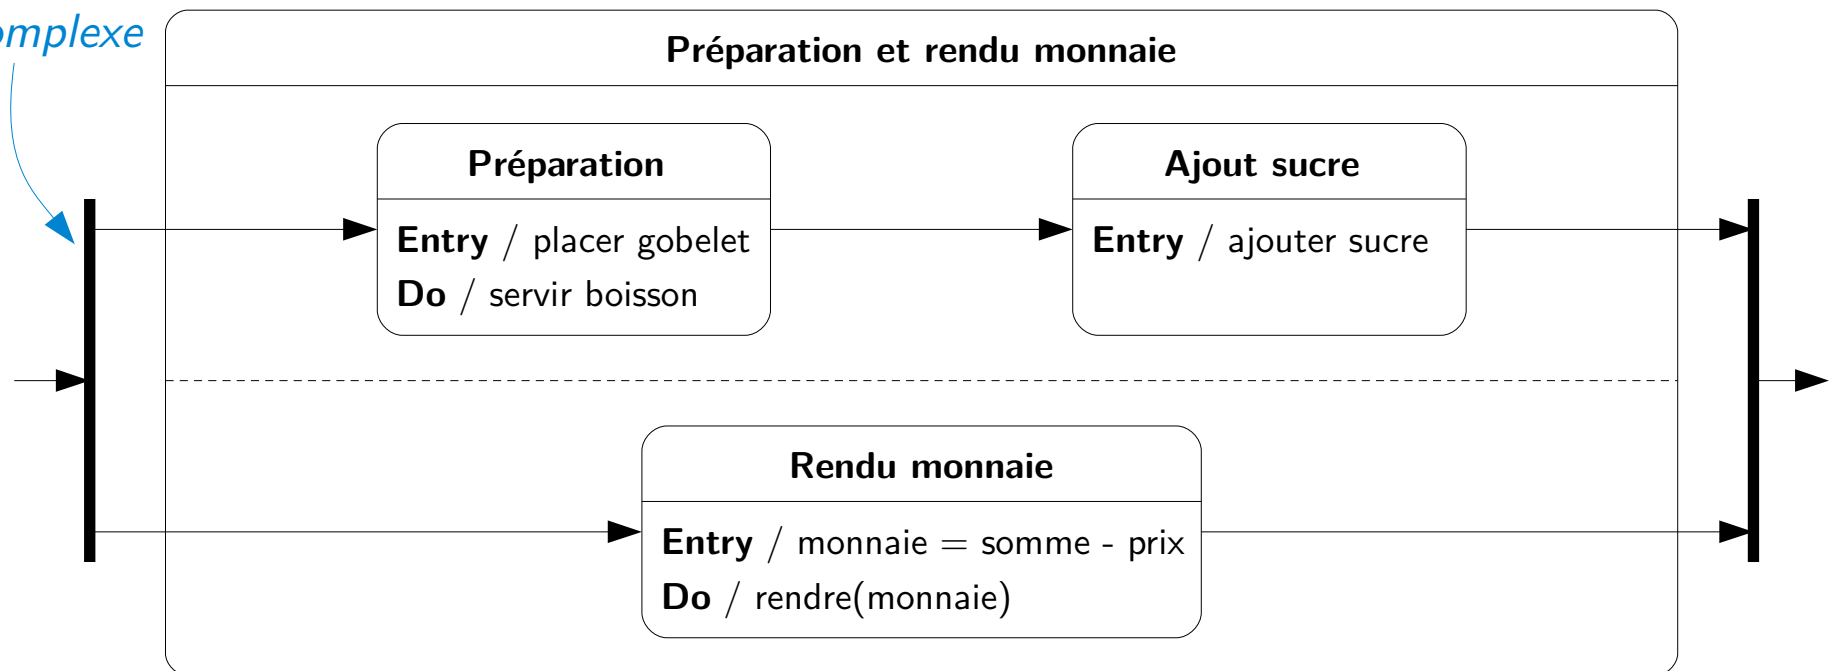 omplexe
Préparation et rendu monnaie
Préparation
Entry / placer gobelet
Do / servir boisson
Ajout sucre
Entry / ajouter sucre
Rendu monnaie
Entry / monnaie = somme - prix
Do / rendre(monnaie)